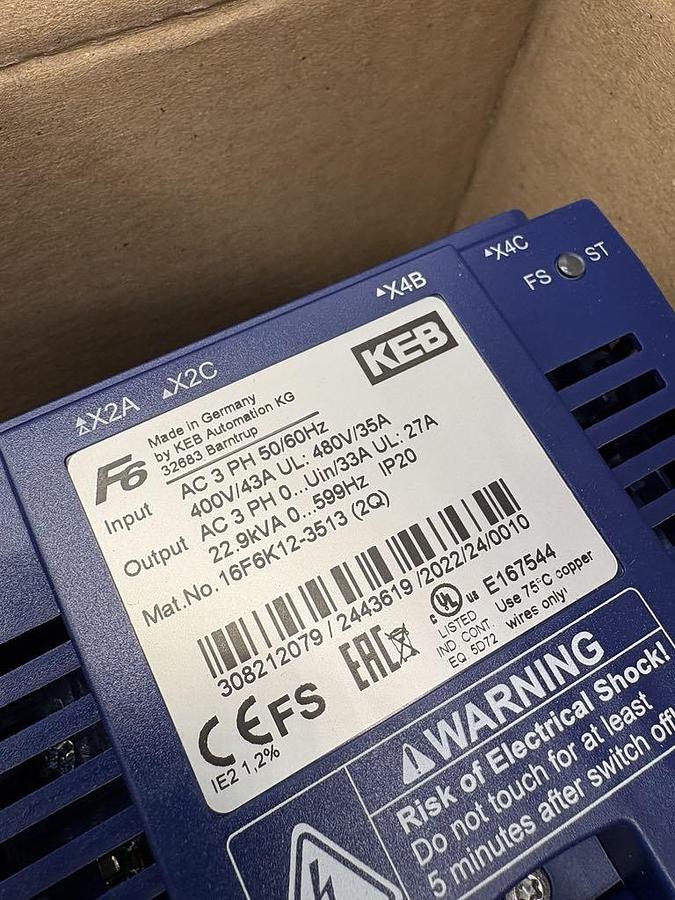 X4C
FS ST
X4B
X2C
X2A
KEB
F6
Made in Germany
by KEB Automation KG
32683 Barntrup
Input AC 3 PH 50/60Hz
400V/43A UL: 480V/35A
Output AC 3 PH 0...Uin/33A UL: 27A
22.9kVA 0...599Hz IP20
Mat.No. 16F6K12-3513 (2Q)
308212079 / 2443619 /2022/24/0010
CE FS
IE2 1,2%
EAC
c UL us
LISTED
IND. CONT.
EQ. 5D72
E167544
Use 75°C copper
wires only
WARNING
Risk of Electrical Shock!
Do not touch for at least
5 minutes after switch off!